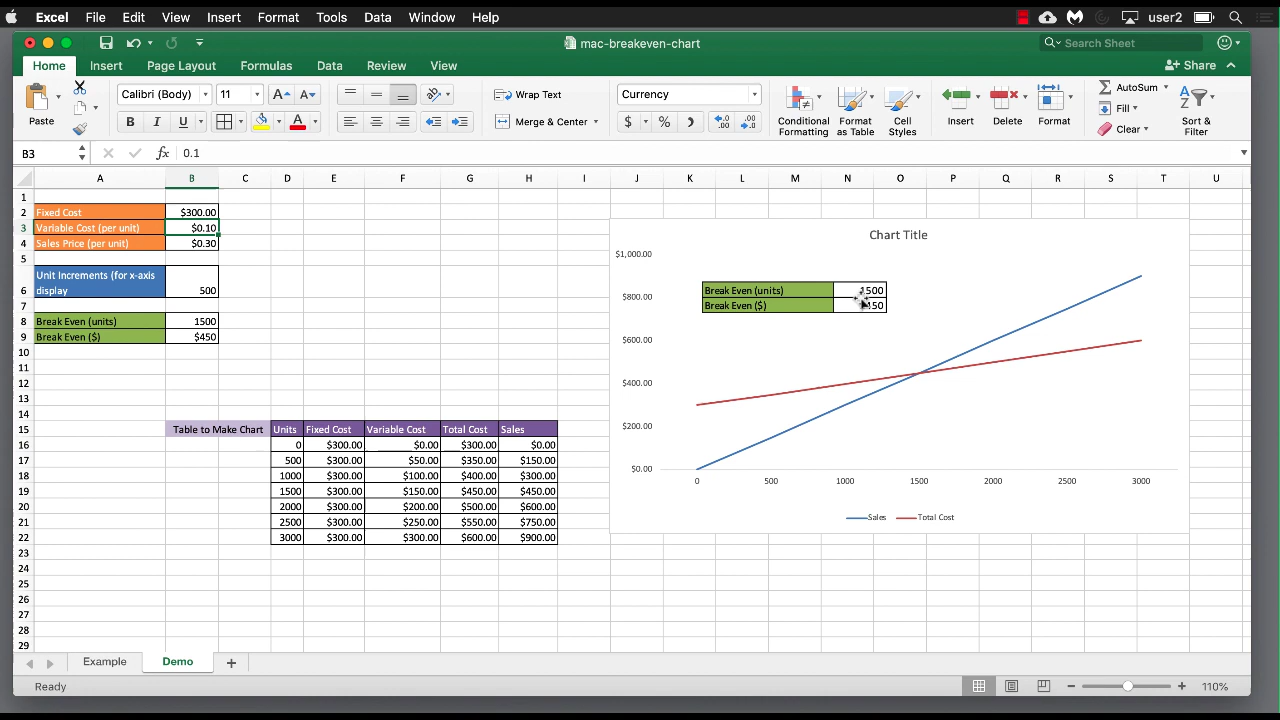 Excel File Edit View Insert Format Tools Data Window Help user2
mac-breakeven-chart
Search Sheet
Home Insert Page Layout Formulas Data Review View Share
Paste
Calibri (Body) 11
Wrap Text
Currency
Merge & Center
B I U
Conditional Formatting
Format as Table
Cell Styles
Insert
Delete
Format
AutoSum
Fill
Clear
Sort & Filter
B3 fx 0.1
A B C D E F G H I J K L M N O P Q R S T U
1
2 Fixed Cost $300.00
3 Variable Cost (per unit) $0.10
4 Sales Price (per unit) $0.30
5
Unit Increments (for x-axis
6 display 500
7
8 Break Even (units) 1500
9 Break Even ($) $450
10
11
12
13
14
15 Table to Make Chart Units Fixed Cost Variable Cost Total Cost Sales
16 0 $300.00 $0.00 $300.00 $0.00
17 500 $300.00 $50.00 $350.00 $150.00
18 1000 $300.00 $100.00 $400.00 $300.00
19 1500 $300.00 $150.00 $450.00 $450.00
20 2000 $300.00 $200.00 $500.00 $600.00
21 2500 $300.00 $250.00 $550.00 $750.00
22 3000 $300.00 $300.00 $600.00 $900.00
23
24
25
26
27
28
29
Chart Title
$1,000.00
$800.00
$600.00
$400.00
$200.00
$0.00
Break Even (units) 1500
Break Even ($)
0 500 1000 1500 2000 2500 3000
Sales Total Cost
Example Demo
Ready 110%